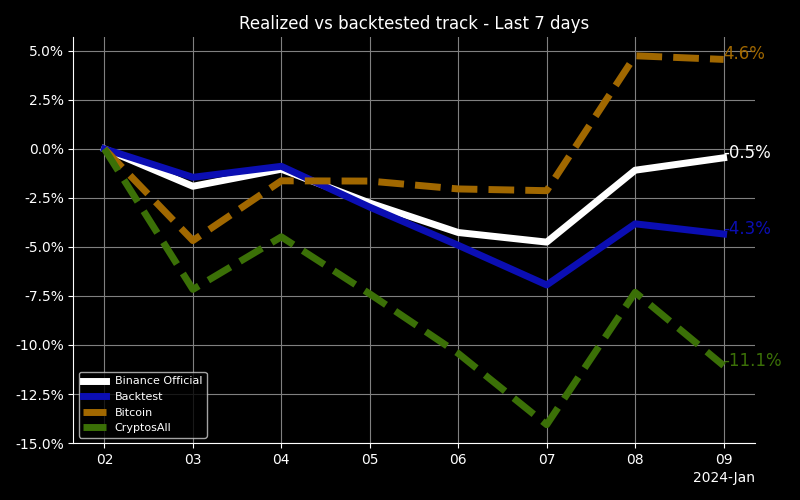 Realized vs backtested track - Last 7 days
5.0%
2.5%
0.0%
-2.5%
-5.0%
-7.5%
-10.0%
-12.5%
-15.0%
4.6%
-0.5%
-4.3%
-11.1%
Binance Official
Backtest
Bitcoin
CryptosAll
02 03 04 05 06 07 08 09
2024-Jan